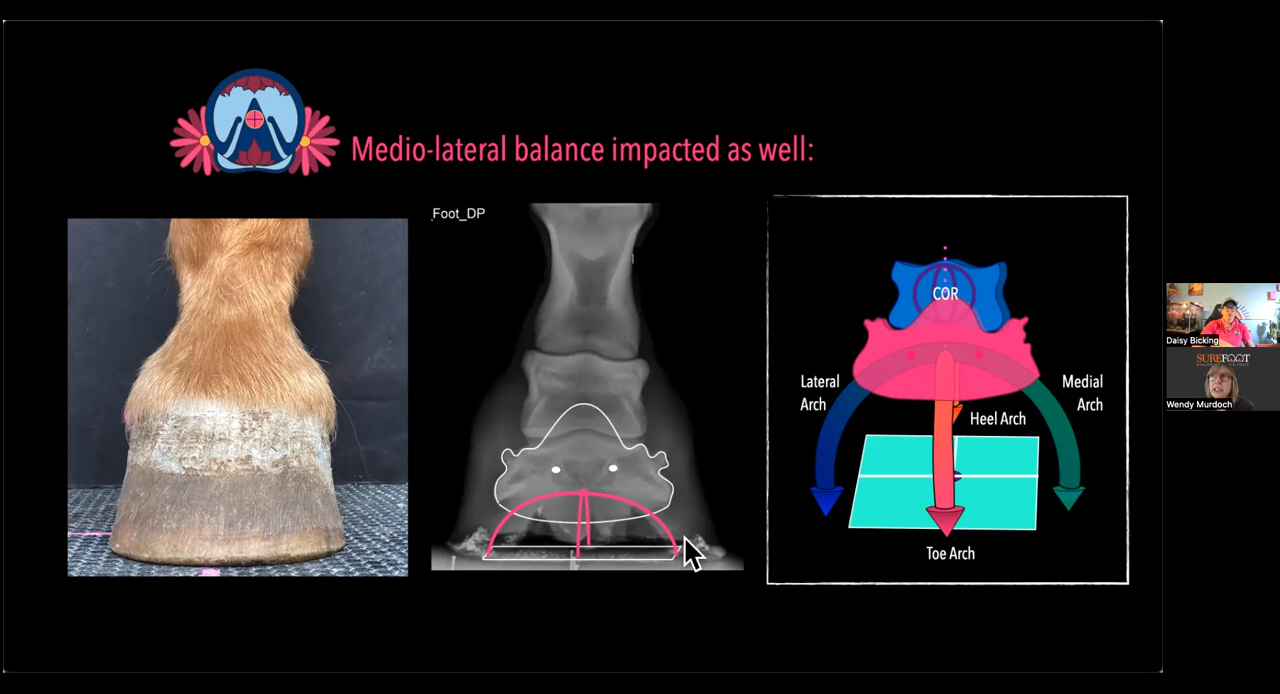 Medio-lateral balance impacted as well:
_Foot_DP
COR
Lateral
Arch
Medial
Arch
Heel Arch
Toe Arch
Daisy Bicking
SUREFOOT
Wendy Murdoch